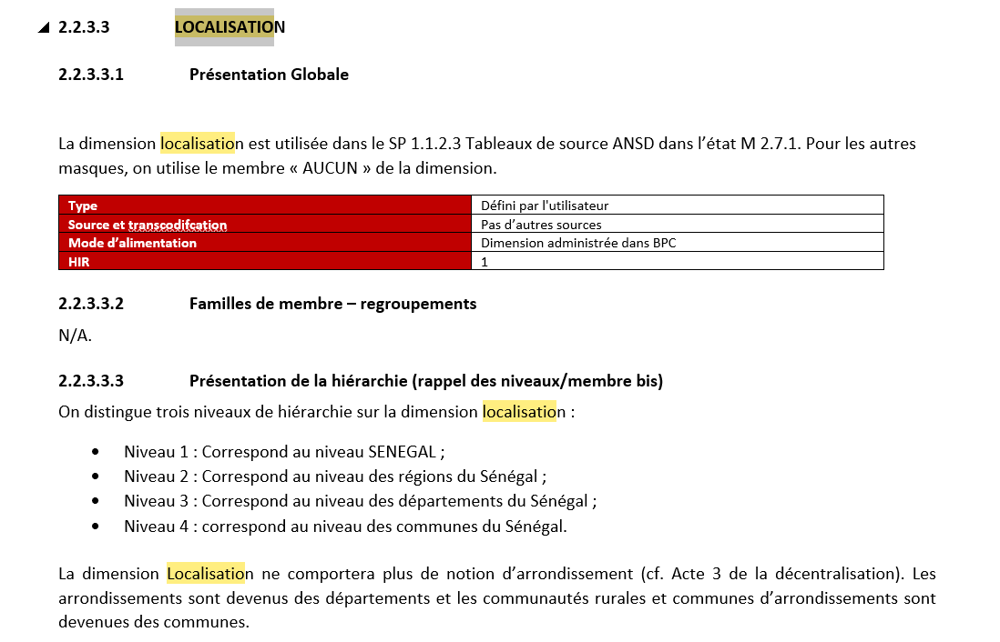 2.2.3.3 LOCALISATION
2.2.3.3.1 Présentation Globale
La dimension localisation est utilisée dans le SP 1.1.2.3 Tableaux de source ANSD dans l’état M 2.7.1. Pour les autres
masques, on utilise le membre « AUCUN » de la dimension.
Type Défini par l'utilisateur
Source et transcodifcation Pas d’autres sources
Mode d’alimentation Dimension administrée dans BPC
HIR 1
2.2.3.3.2 Familles de membre – regroupements
N/A.
2.2.3.3.3 Présentation de la hiérarchie (rappel des niveaux/membre bis)
On distingue trois niveaux de hiérarchie sur la dimension localisation :
• Niveau 1 : Correspond au niveau SENEGAL ;
• Niveau 2 : Correspond au niveau des régions du Sénégal ;
• Niveau 3 : Correspond au niveau des départements du Sénégal ;
• Niveau 4 : correspond au niveau des communes du Sénégal.
La dimension Localisation ne comportera plus de notion d’arrondissement (cf. Acte 3 de la décentralisation). Les
arrondissements sont devenus des départements et les communautés rurales et communes d’arrondissements sont
devenues des communes.